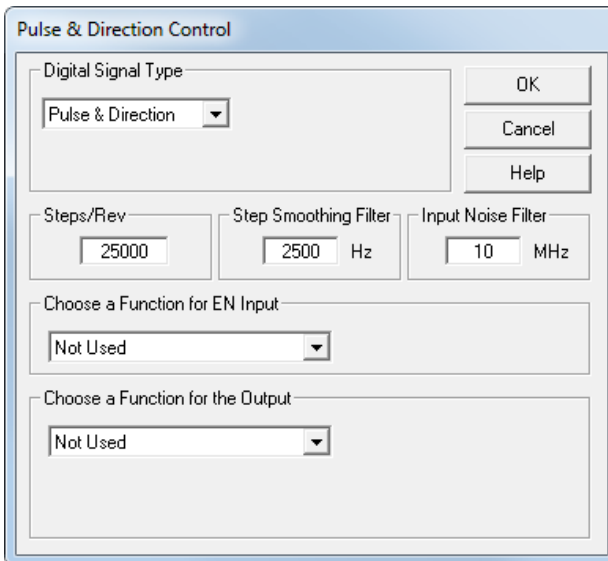 Pulse & Direction Control
Digital Signal Type
Pulse & Direction
OK
Cancel
Help
Steps/Rev
25000
Step Smoothing Filter
2500 Hz
Input Noise Filter
10 MHz
Choose a Function for EN Input
Not Used
Choose a Function for the Output
Not Used